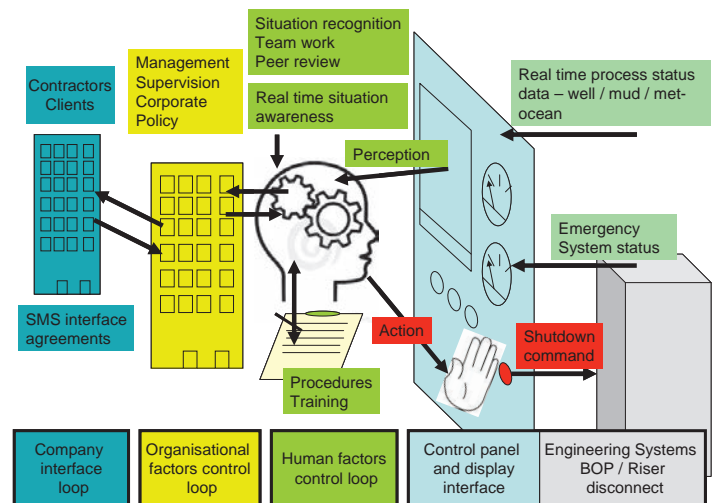 Situation recognition
Team work
Peer review
Management
Supervision
Corporate
Policy
Contractors
Clients
Real time situation
awareness
Perception
Real time process status
data – well / mud / met-
ocean
Emergency
System status
SMS interface
agreements
Action
Shutdown
command
Procedures
Training
Company
interface
loop
Organisational
factors control
loop
Human factors
control loop
Control panel
and display
interface
Engineering Systems
BOP / Riser
disconnect